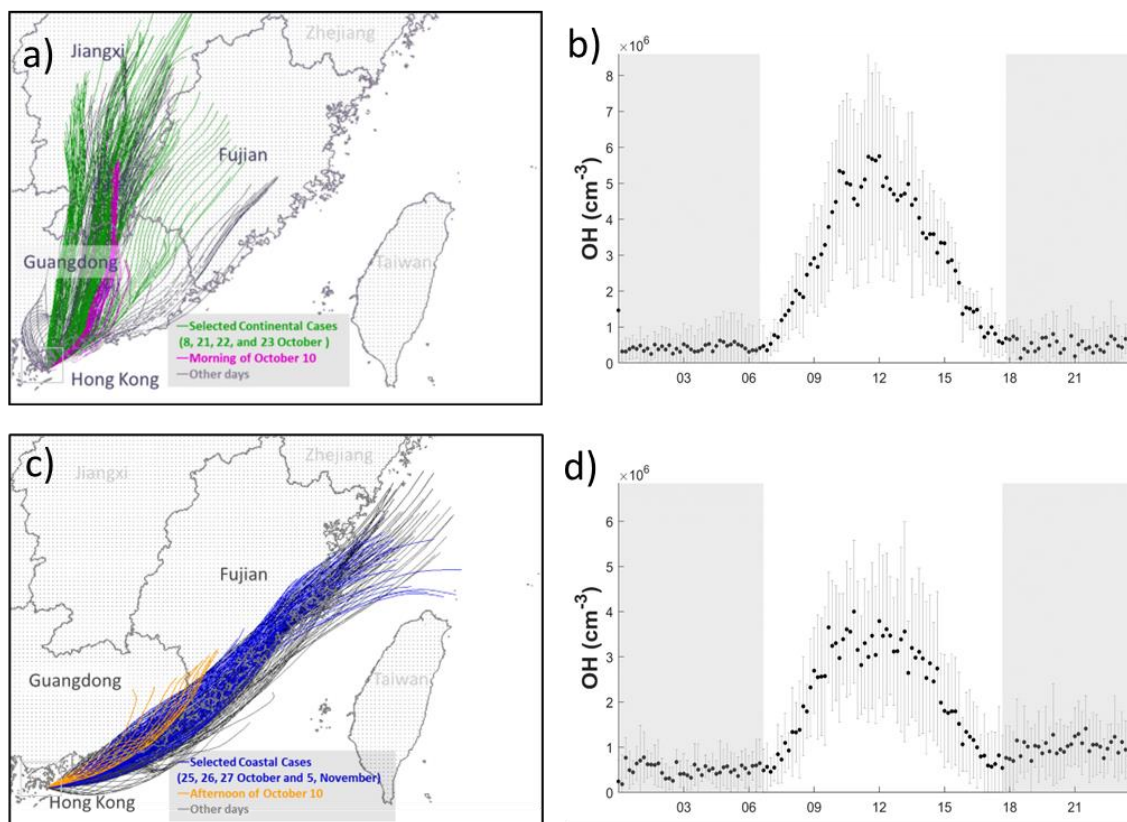 a)
Zhejiang
Jiangxi
Fujian
Guangdong
Taiwan
Hong Kong
—Selected Continental Cases
(8, 21, 22, and 23 October )
—Morning of October 10
—Other days
b)
×10⁶
8
7
6
5
4
3
2
1
0
OH (cm⁻³)
03 06 09 12 15 18 21
c)
Zhejiang
Jiangxi
Fujian
Guangdong
Taiwan
Hong Kong
—Selected Coastal Cases
(25, 26, 27 October and 5, November)
—Afternoon of October 10
—Other days
d)
×10⁶
6
5
4
3
2
1
0
OH (cm⁻³)
03 06 09 12 15 18 21